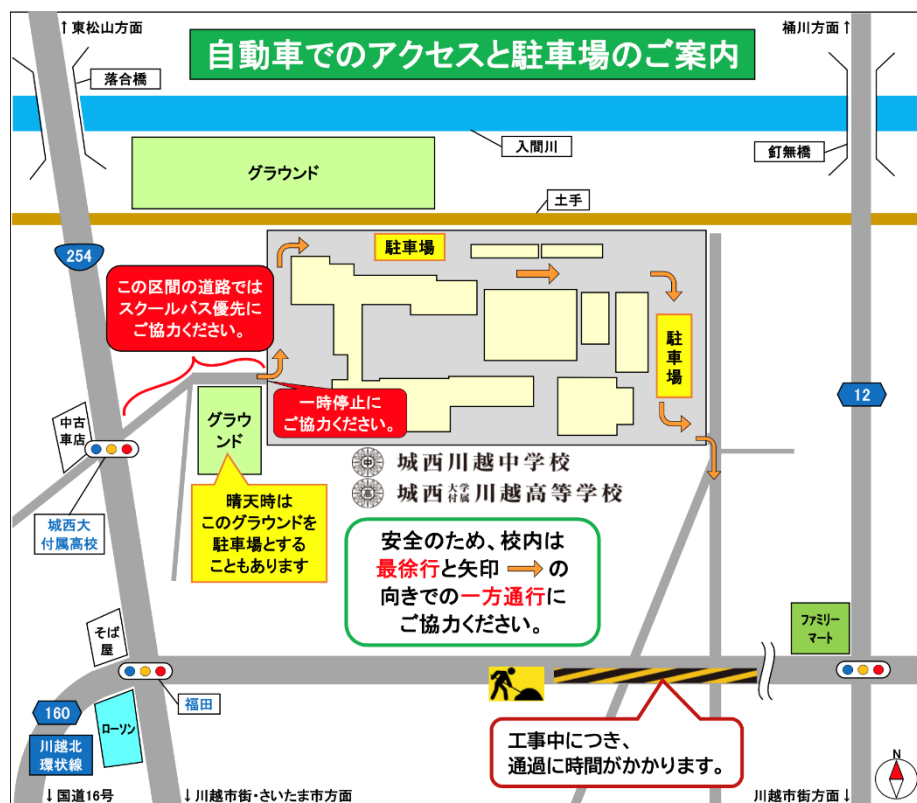 ↑東松山方面
桶川方面↑
自動車でのアクセスと駐車場のご案内
落合橋
入間川
釘無橋
グラウンド
土手
254
駐車場
この区間の道路では
スクールバス優先に
ご協力ください。
駐車場
12
一時停止に
ご協力ください。
グラウ
ンド
中古
車店
中
城西川越中学校
高
城西大学付属川越高等学校
晴天時は
このグラウンドを
駐車場とする
こともあります
城西大
付属高校
安全のため、校内は
最徐行と矢印 の
向きでの一方通行に
ご協力ください。
そば
屋
ファミリー
マート
福田
160
ローソン
川越北
環状線
工事中につき、
通過に時間がかかります。
N
↓国道16号
↓川越市街・さいたま市方面
川越市街方面↓